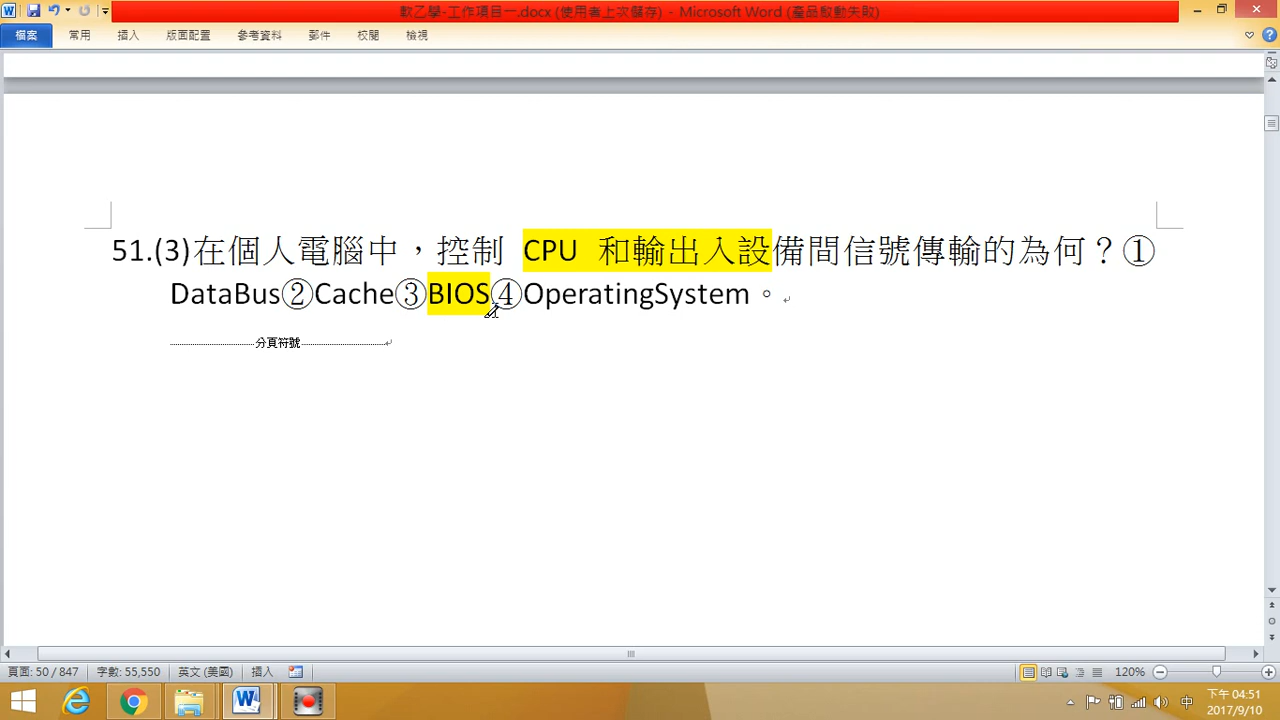 軟乙學-工作項目一.docx (使用者上次儲存) - Microsoft Word (產品啟動失敗)
檔案 常用 插入 版面配置 參考資料 郵件 校閱 檢視
51.(3)在個人電腦中，控制 CPU 和輸出入設備間信號傳輸的為何？①
DataBus②Cache③BIOS④OperatingSystem。
分頁符號
頁面: 50 / 847 字數: 55,550 英文 (美國) 插入 120%
中 下午 04:51
2017/9/10